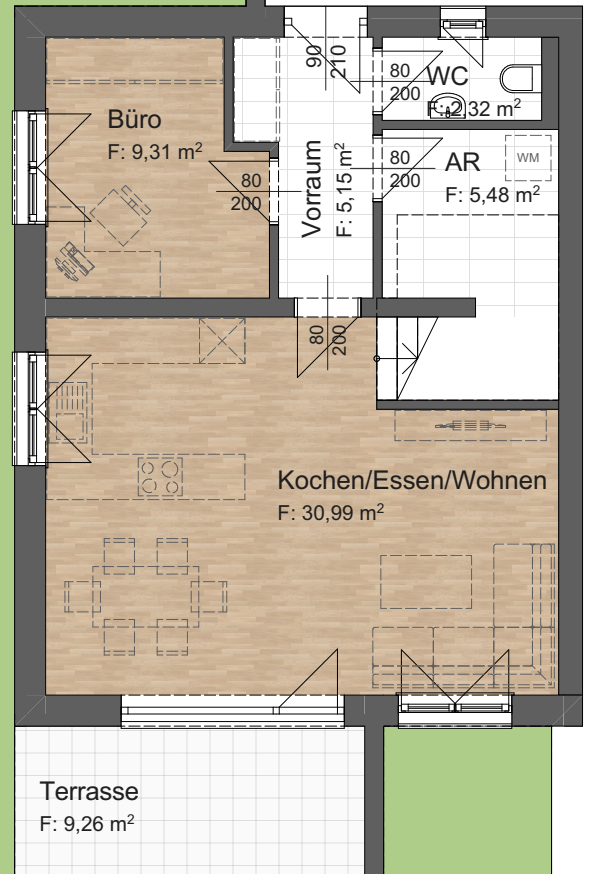 90
210
80
200
WC
F: 2,32 m²
Büro
F: 9,31 m²
Vorraum
F: 5,15 m²
80
200
AR
F: 5,48 m²
WM
80
200
80
200
Kochen/Essen/Wohnen
F: 30,99 m²
Terrasse
F: 9,26 m²